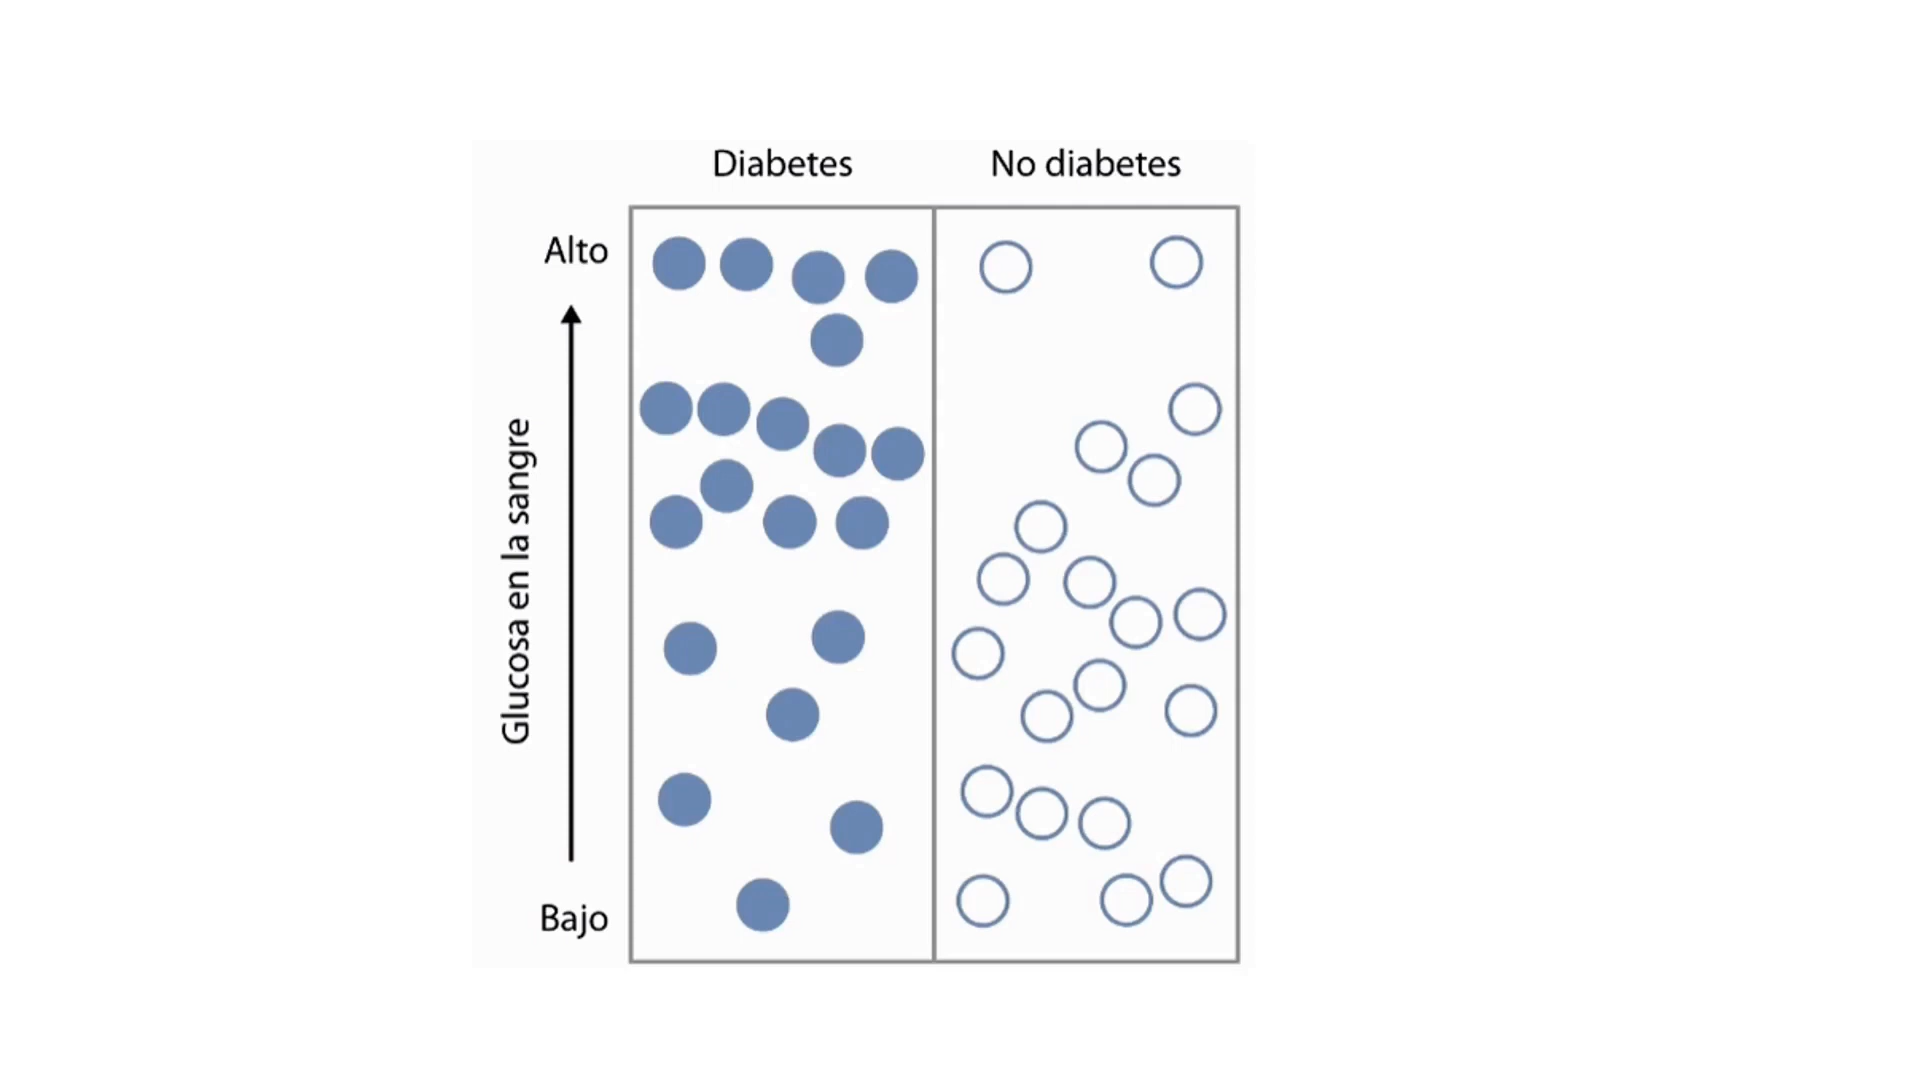 Diabetes
No diabetes
Alto
Glucosa en la sangre
Bajo